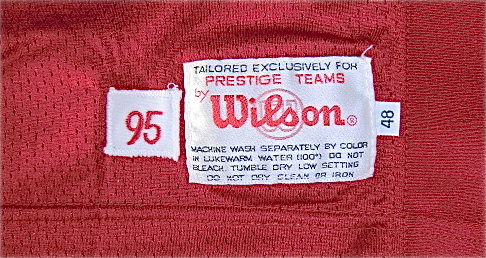 TAILORED EXCLUSIVELY FOR
PRESTIGE TEAMS
by Wilson®
95
48
MACHINE WASH SEPARATELY BY COLOR
IN LUKEWARM WATER (100°) DO NOT
BLEACH, TUMBLE DRY LOW SETTING
DO NOT DRY CLEAN OR IRON